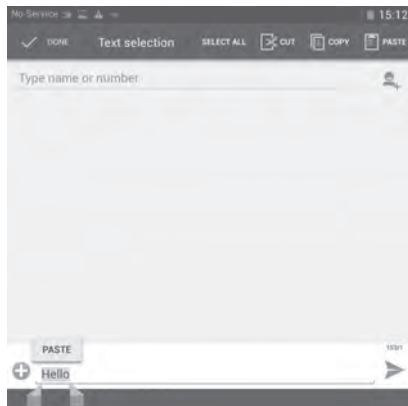 No Service 15:12
DONE Text selection SELECT ALL CUT COPY PASTE
Type name or number
PASTE
Hello